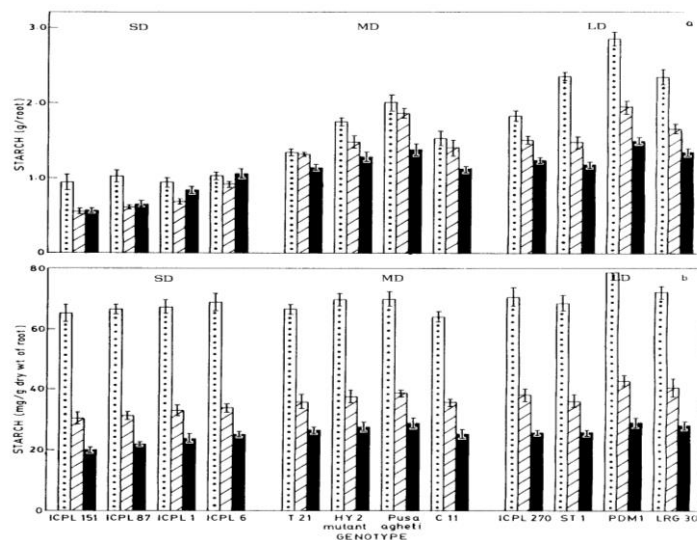 SD MD LD a
3.0
2.0
1.0
0
STARCH (g/root)
SD MD LD b
80
60
40
20
0
STARCH (mg/g dry wt of root)
ICPL 151 ICPL 87 ICPL 1 ICPL 6 T 21 HY 2 Pusa C 11 ICPL 270 ST 1 PDM1 LRG 30
mutant agheti
GENOTYPE